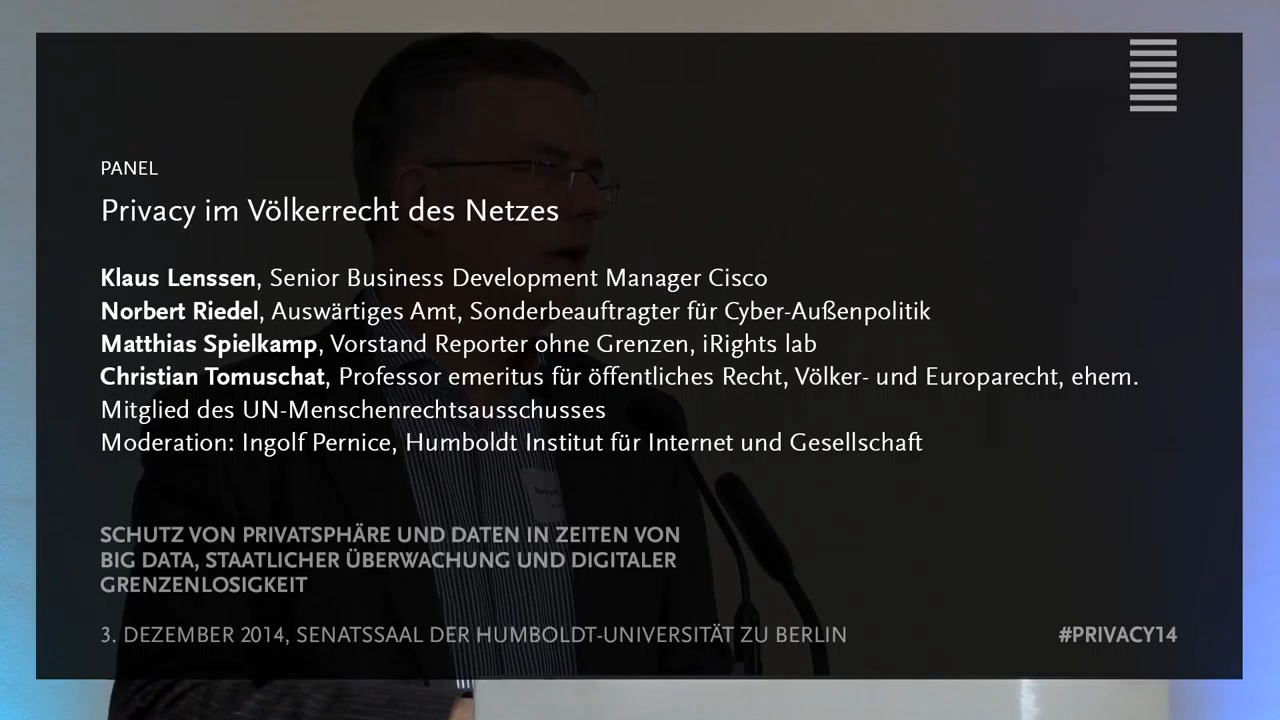 PANEL
Privacy im Völkerrecht des Netzes
Klaus Lenssen, Senior Business Development Manager Cisco
Norbert Riedel, Auswärtiges Amt, Sonderbeauftragter für Cyber-Außenpolitik
Matthias Spielkamp, Vorstand Reporter ohne Grenzen, iRights lab
Christian Tomuschat, Professor emeritus für öffentliches Recht, Völker- und Europarecht, ehem.
Mitglied des UN-Menschenrechtsausschusses
Moderation: Ingolf Pernice, Humboldt Institut für Internet und Gesellschaft
SCHUTZ VON PRIVATSPHÄRE UND DATEN IN ZEITEN VON
BIG DATA, STAATLICHER ÜBERWACHUNG UND DIGITALER
GRENZENLOSIGKEIT
3. DEZEMBER 2014, SENATSSAAL DER HUMBOLDT-UNIVERSITÄT ZU BERLIN
#PRIVACY14